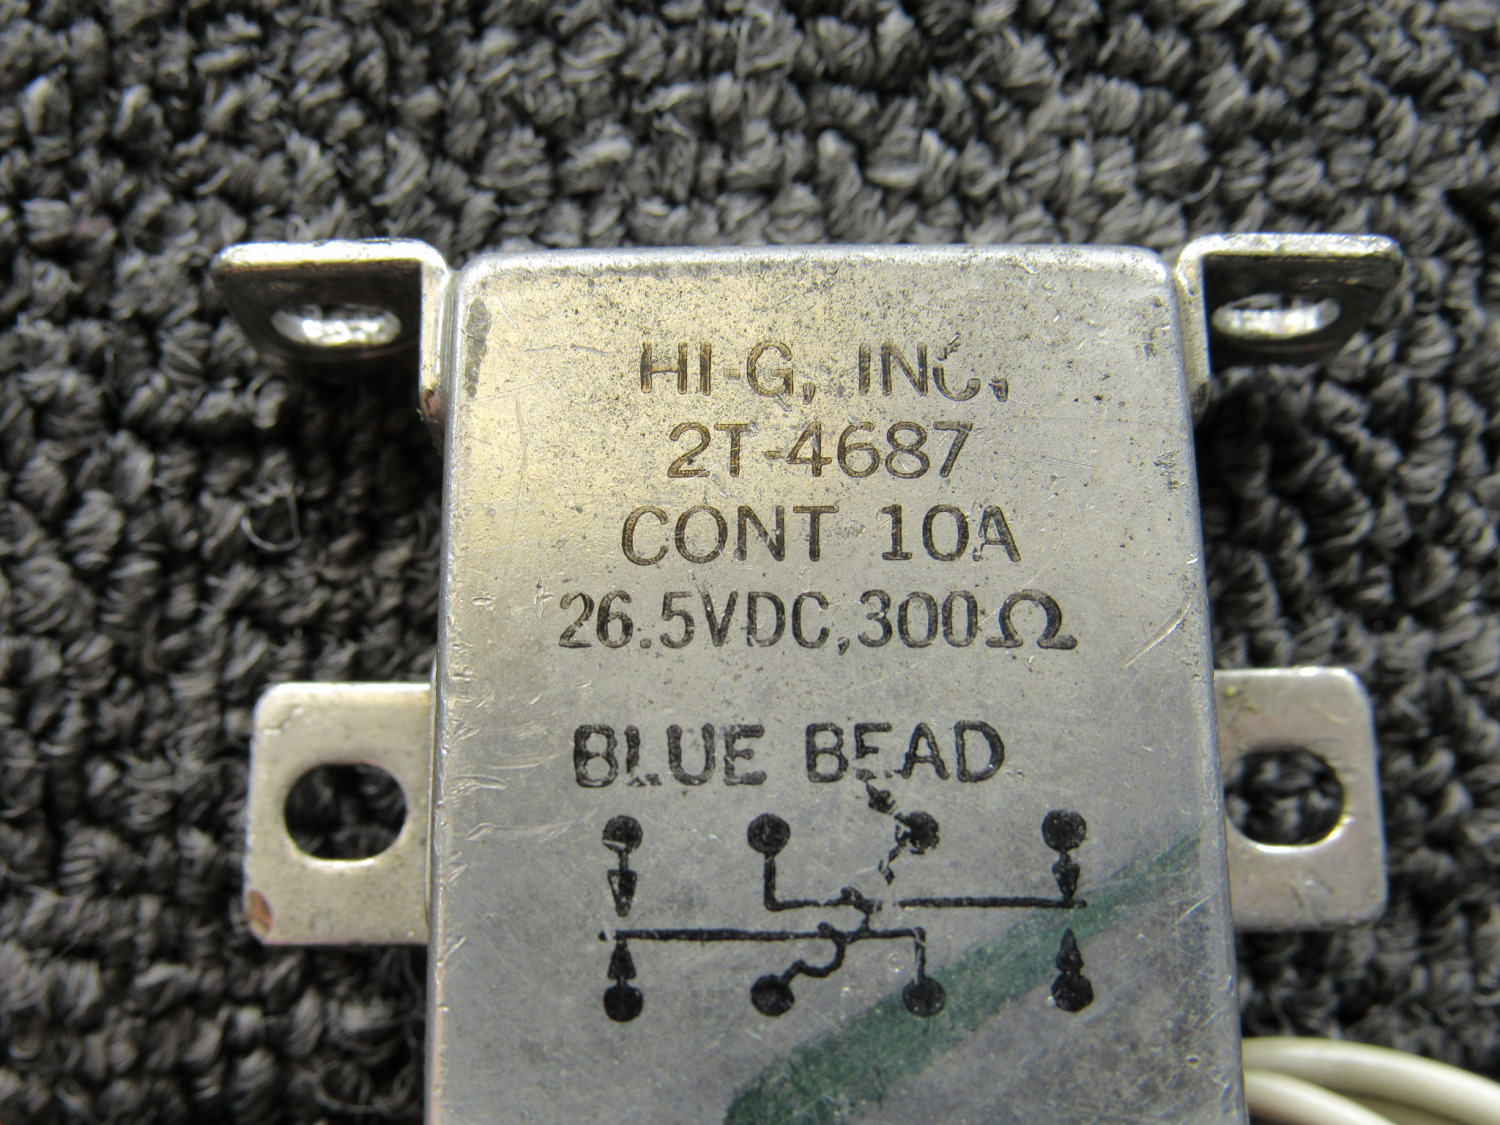 HI-G, INC.
2T-4687
CONT 10A
26.5VDC,300Ω
BLUE BEAD